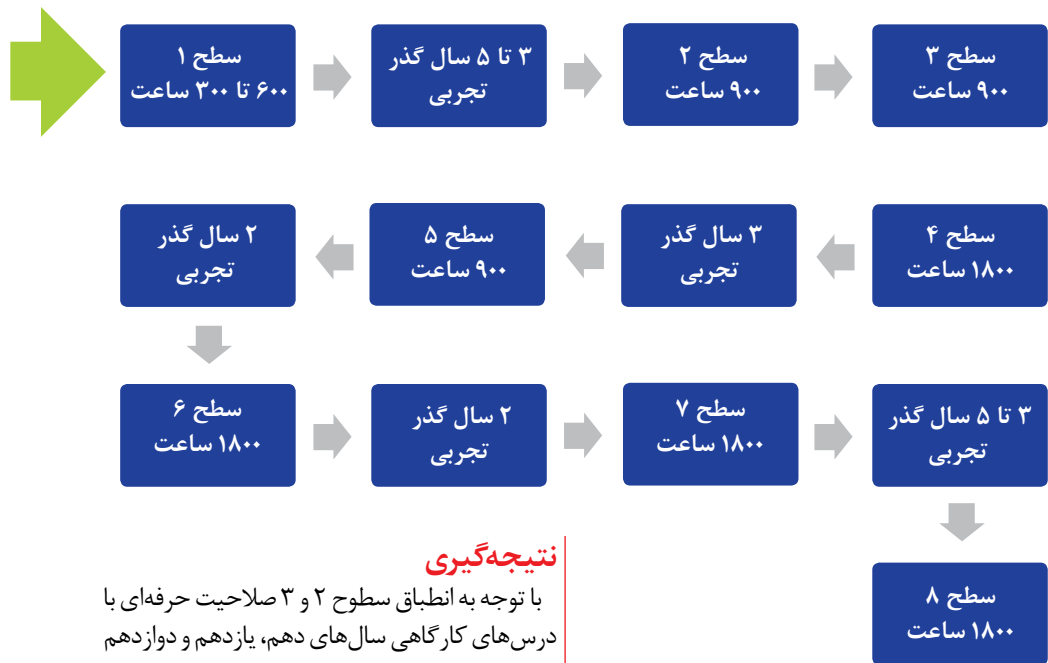 سطح ۱
۳۰۰ تا ۶۰۰ ساعت
۳ تا ۵ سال گذر
تجربی
سطح ۲
۹۰۰ ساعت
سطح ۳
۹۰۰ ساعت
سطح ۴
۱۸۰۰ ساعت
۳ سال گذر
تجربی
سطح ۵
۹۰۰ ساعت
۲ سال گذر
تجربی
سطح ۶
۱۸۰۰ ساعت
۲ سال گذر
تجربی
سطح ۷
۱۸۰۰ ساعت
۳ تا ۵ سال گذر
تجربی
سطح ۸
۱۸۰۰ ساعت
نتیجه‌گیری
با توجه به انطباق سطوح ۲ و ۳ صلاحیت حرفه‌ای با
درس‌های کارگاهی سال‌های دهم، یازدهم و دوازدهم